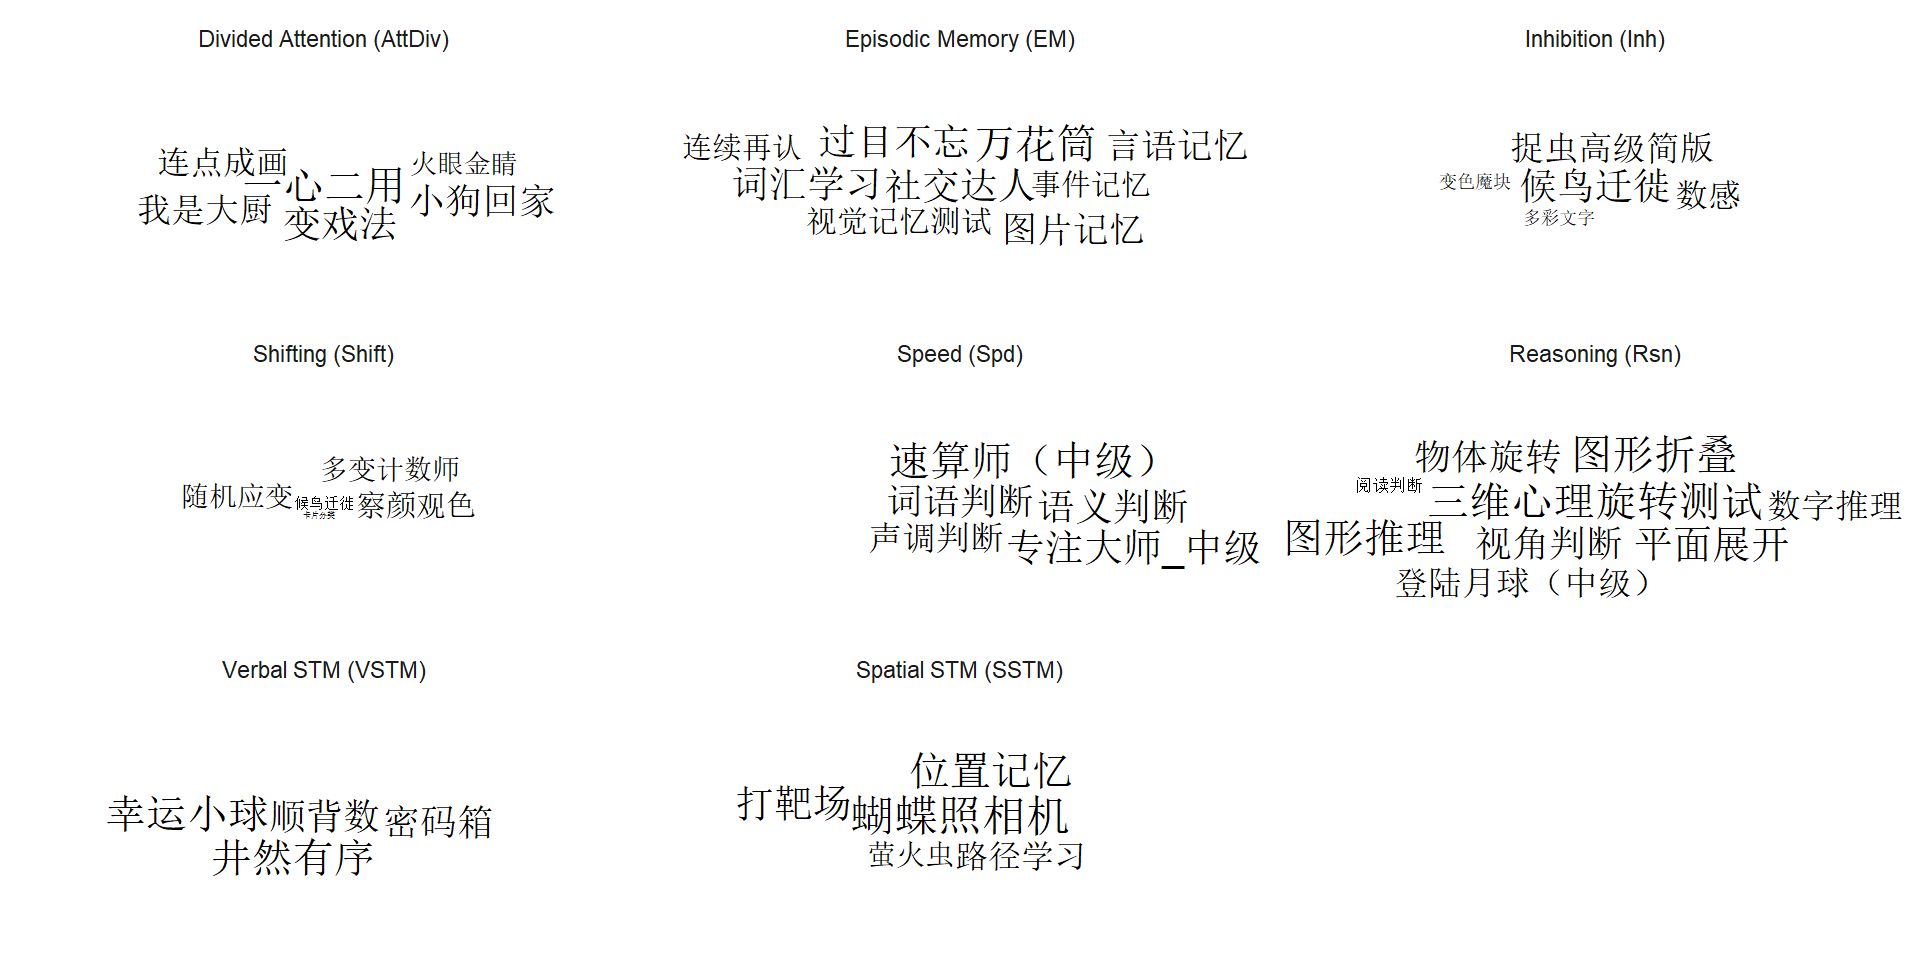 Divided Attention (AttDiv)
连点成画
火眼金睛
一心二用
我是大厨
小狗回家
变戏法
Episodic Memory (EM)
连续再认
过目不忘
万花筒
言语记忆
词汇学习
社交达人
事件记忆
视觉记忆测试
图片记忆
Inhibition (Inh)
捉虫高级简版
变色魔块
候鸟迁徙
数感
多彩文字
Shifting (Shift)
多变计数师
随机应变
候鸟迁徙
察颜观色
卡片分类
Speed (Spd)
速算师（中级）
词语判断
语义判断
声调判断
专注大师_中级
Reasoning (Rsn)
物体旋转
图形折叠
阅读判断
三维心理旋转测试
数字推理
图形推理
视角判断
平面展开
登陆月球（中级）
Verbal STM (VSTM)
幸运小球
顺背数
密码箱
井然有序
Spatial STM (SSTM)
位置记忆
打靶场
蝴蝶照相机
萤火虫
路径学习